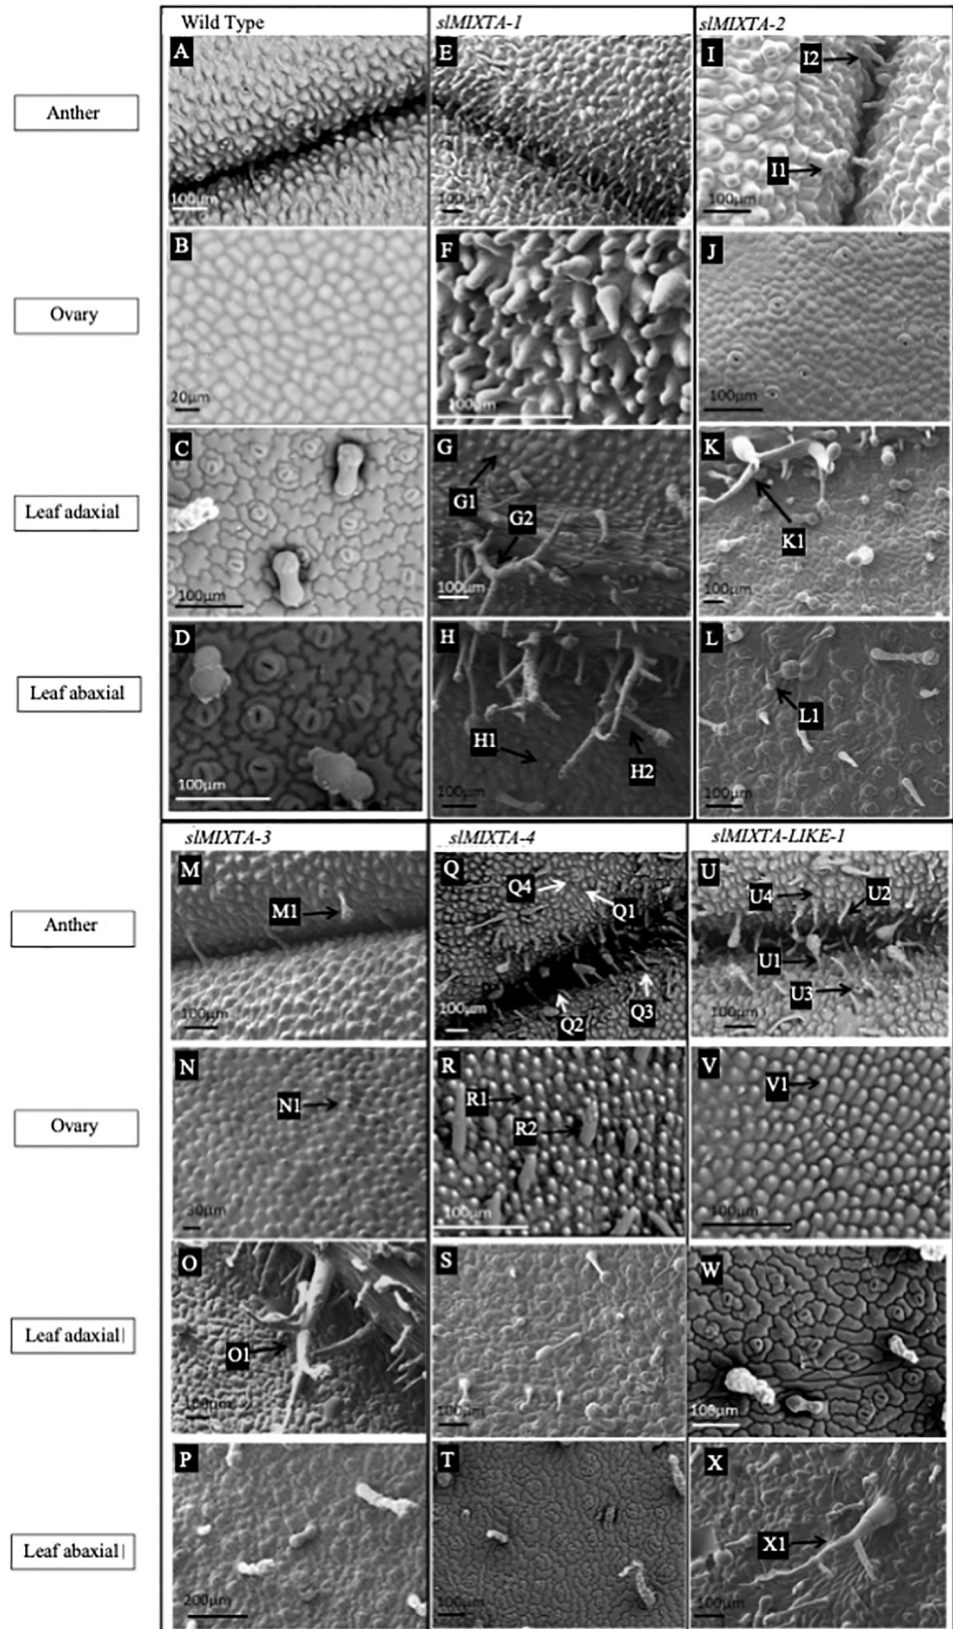 Wild Type slMIXTA-1 slMIXTA-2
Anther
A E I I2
I1
100μm 100μm 100μm
Ovary
B F J
20μm 100μm 100μm
Leaf adaxial
C G K
G1 G2 K1
100μm 100μm 100μm
Leaf abaxial
D H L
H1 H2 L1
100μm 100μm 100μm
slMIXTA-3 slMIXTA-4 slMIXTA-LIKE-1
Anther
M Q U
M1 Q4 Q1 U4 U2
U1
Q2 Q3 U3
100μm 100μm 100μm
Ovary
N R V
N1 R1 R2 V1
30μm 100μm 100μm
Leaf adaxial
O S W
O1
100μm 100μm 100μm
Leaf abaxial
P T X
X1
200μm 100μm 100μm